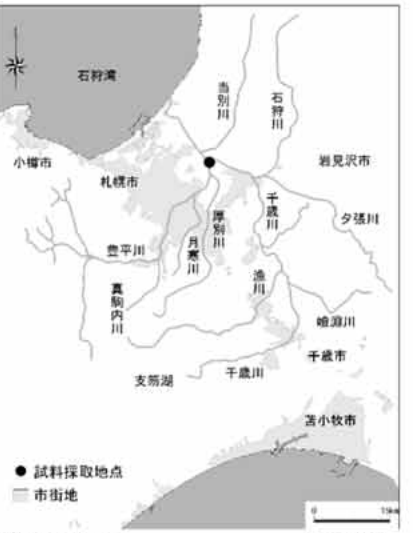 石狩湾
当別川
石狩川
小樽市
札幌市
岩見沢市
千歳川
夕張川
厚別川
月寒川
豊平川
漁川
真駒内川
嶮淵川
千歳市
支笏湖
千歳川
苫小牧市
● 試料採取地点
市街地
0 15km